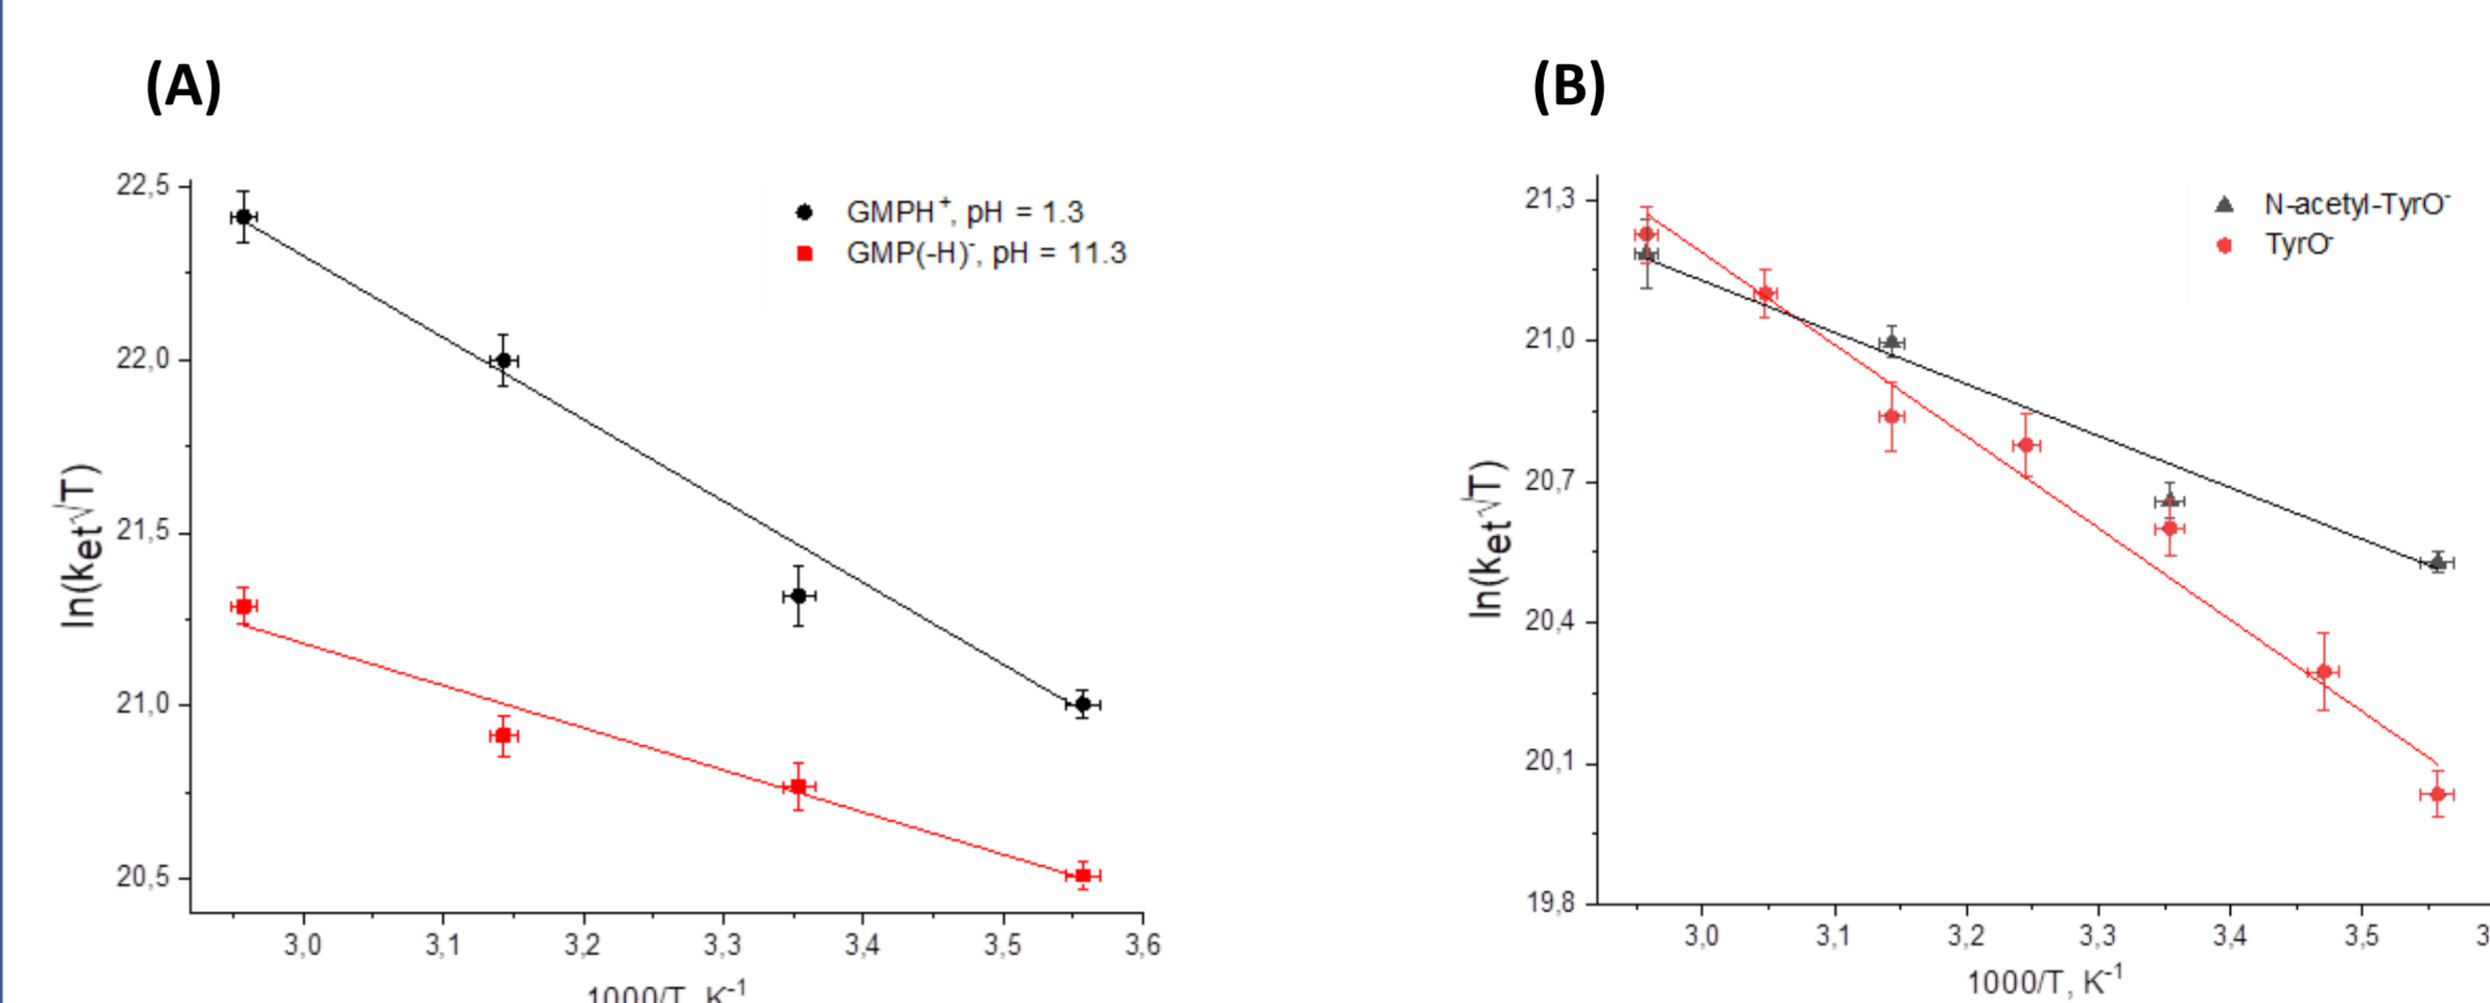 (A)
ln(ket√T)
22,5
22,0
21,5
21,0
20,5
GMPH+, pH = 1.3
GMP(-H)-, pH = 11.3
3,0 3,1 3,2 3,3 3,4 3,5 3,6
1000/T, K-1
(B)
ln(ket√T)
21,3
21,0
20,7
20,4
20,1
19,8
N-acetyl-TyrO-
TyrO-
3,0 3,1 3,2 3,3 3,4 3,5
1000/T, K-1